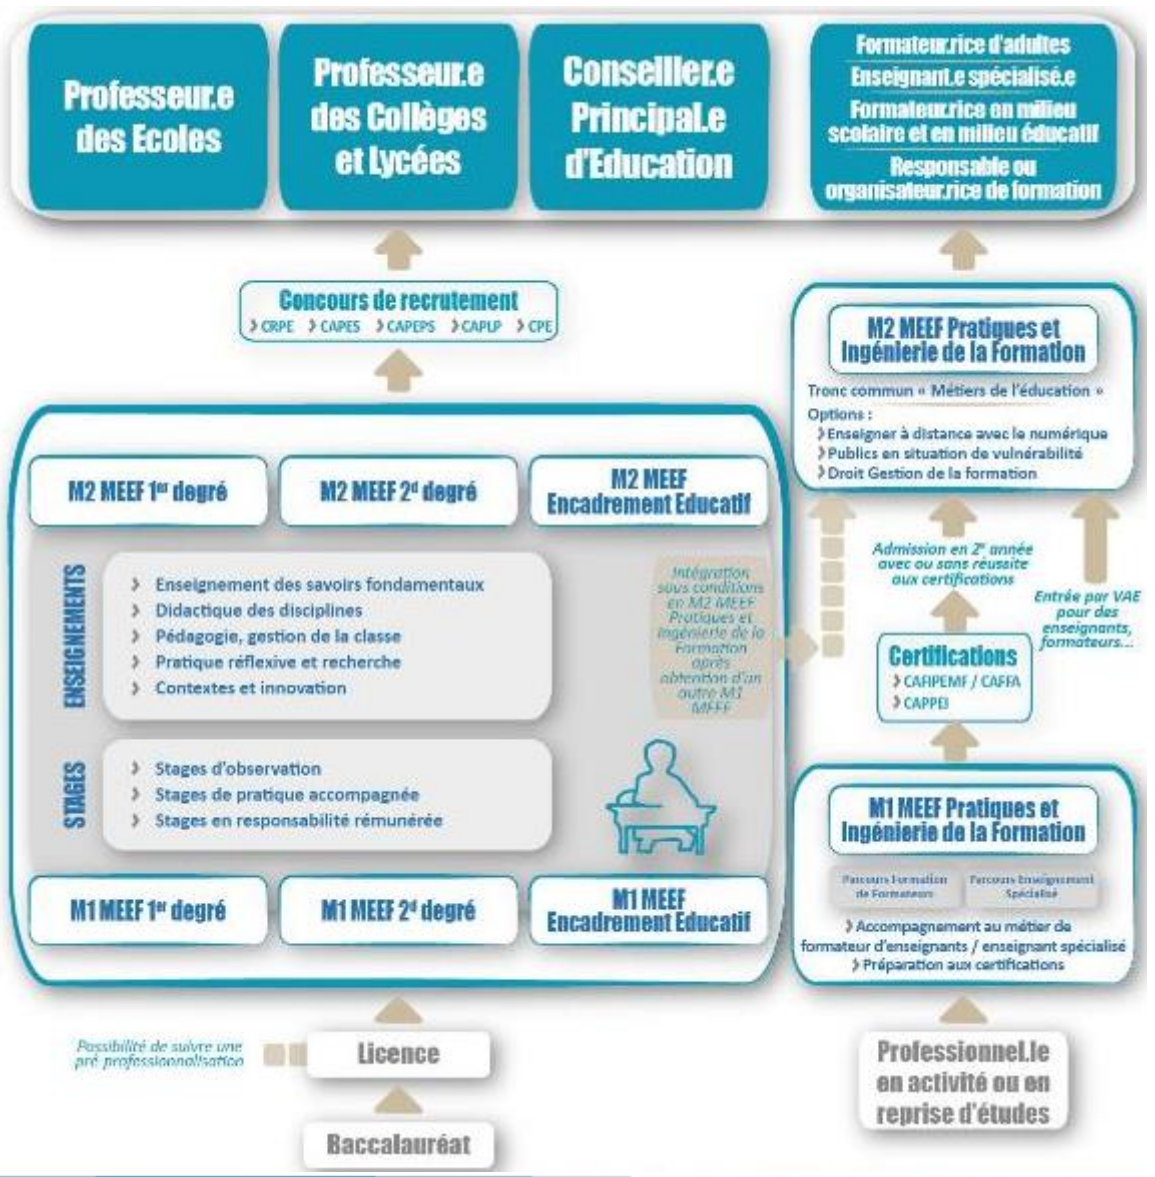 Professeur.e
des Ecoles
Professeur.e
des Collèges
et Lycées
Conseiller.e
Principal.e
d'Education
Formateur.rice d'adultes
Enseignant.e spécialisé.e
Formateur.rice en milieu
scolaire et en milieu éducatif
Responsable ou
organisateur.rice de formation
Concours de recrutement
CRPE CAPES CAPEPS CAPLP CPE
M2 MEEF Pratiques et
Ingénierie de la Formation
Tronc commun « Métiers de l'éducation »
Options :
Enseigner à distance avec le numérique
Publics en situation de vulnérabilité
Droit Gestion de la formation
M2 MEEF 1er degré
M2 MEEF 2d degré
M2 MEEF
Encadrement Educatif
ENSEIGNEMENTS
Enseignement des savoirs fondamentaux
Didactique des disciplines
Pédagogie, gestion de la classe
Pratique réflexive et recherche
Contextes et innovation
Intégration
sous conditions
en M2 MEEF
Pratiques et
Ingénierie de la
Formation
après
obtention d'un
autre M1
MEEF
Admission en 2e année
avec ou sans réussite
aux certifications
Entrée par VAE
pour des
enseignants,
formateurs...
Certifications
CAFIPEMF / CAFFA
CAPPEI
STAGES
Stages d'observation
Stages de pratique accompagnée
Stages en responsabilité rémunérée
M1 MEEF 1er degré
M1 MEEF 2d degré
M1 MEEF
Encadrement Educatif
M1 MEEF Pratiques et
Ingénierie de la Formation
Parcours Formation
de Formateurs
Parcours Enseignement
Spécialisé
Accompagnement au métier de
formateur d'enseignants / enseignant spécialisé
Préparation aux certifications
Possibilité de suivre une
pré professionnalisation
Licence
Baccalauréat
Professionnel.le
en activité ou en
reprise d'études